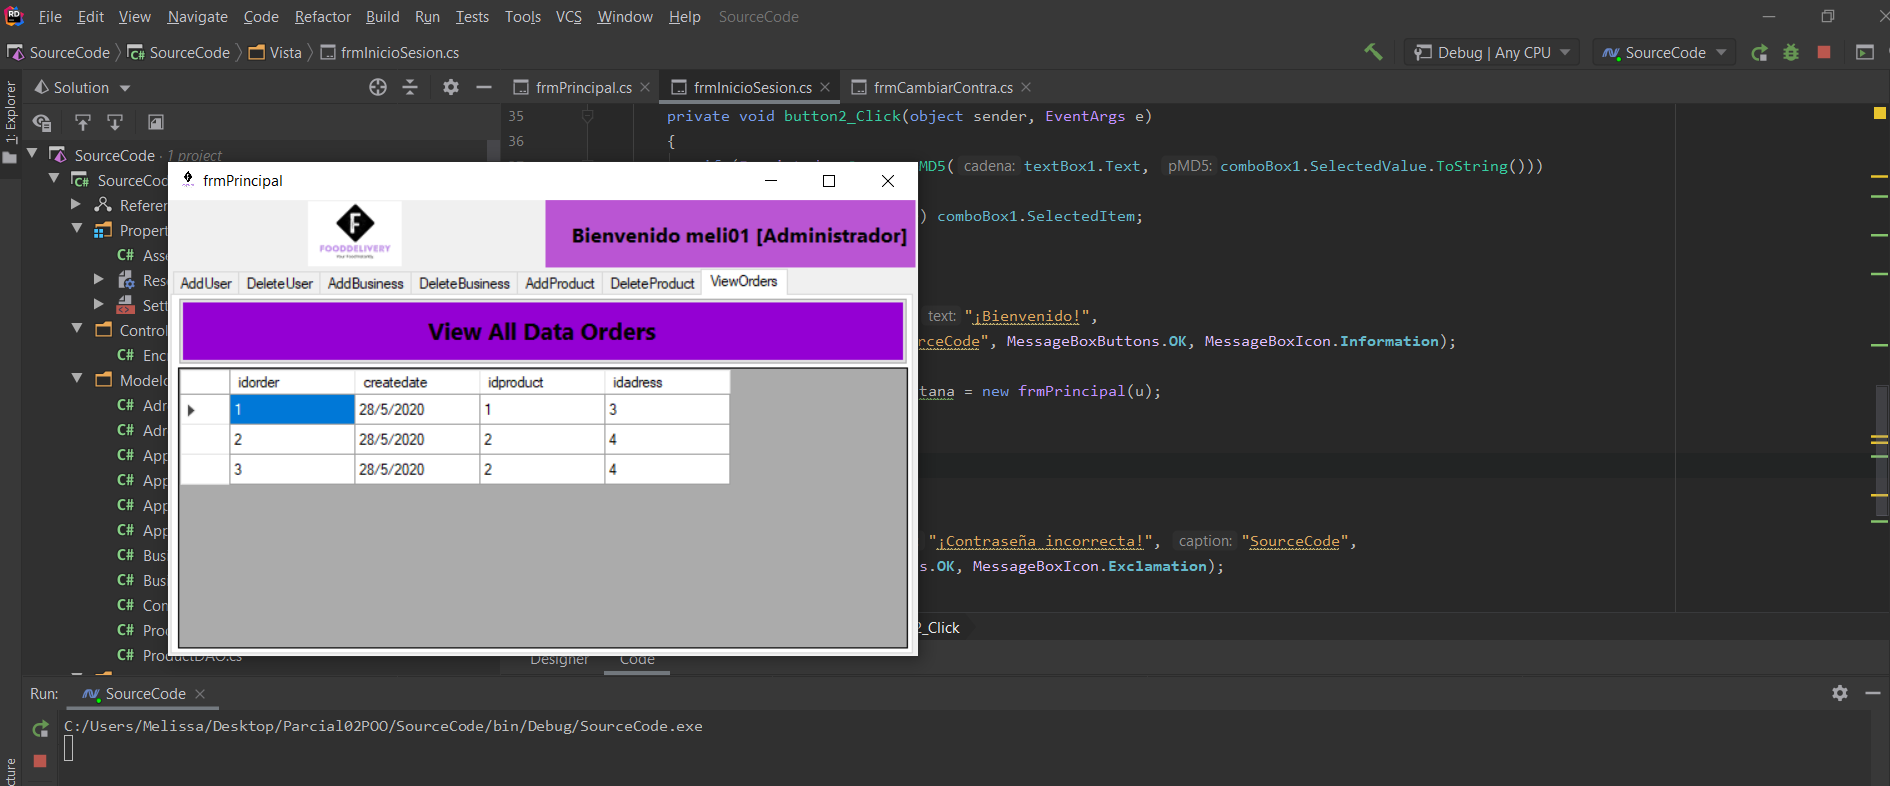 File Edit View Navigate Code Refactor Build Run Tests Tools VCS Window Help SourceCode
SourceCode SourceCode Vista frmInicioSesion.cs
Debug | Any CPU SourceCode
1: Explorer
Solution
frmPrincipal.cs frmInicioSesion.cs frmCambiarContra.cs
SourceCode · 1 project
SourceCod
Referer
Propert
C# Ass
Res
Sett
Control
C# Enc
Modelo
C# Adr
C# Adr
C# App
C# App
C# App
C# App
C# Bus
C# Bus
C# Con
C# Pro
C# ProductDAO.cs
35 private void button2_Click(object sender, EventArgs e)
36 {
MD5( cadena: textBox1.Text, pMD5: comboBox1.SelectedValue.ToString()))
) comboBox1.SelectedItem;
text: "¡Bienvenido!",
rceCode", MessageBoxButtons.OK, MessageBoxIcon.Information);
tana = new frmPrincipal(u);
"¡Contraseña incorrecta!", caption: "SourceCode",
s.OK, MessageBoxIcon.Exclamation);
2_Click
Designer Code
frmPrincipal
F
FOODDELIVERY
Bienvenido meli01 [Administrador]
AddUser DeleteUser AddBusiness DeleteBusiness AddProduct DeleteProduct ViewOrders
View All Data Orders
idorder createdate idproduct idadress
1 28/5/2020 1 3
2 28/5/2020 2 4
3 28/5/2020 2 4
Run: SourceCode
C:/Users/Melissa/Desktop/Parcial02POO/SourceCode/bin/Debug/SourceCode.exe
cture